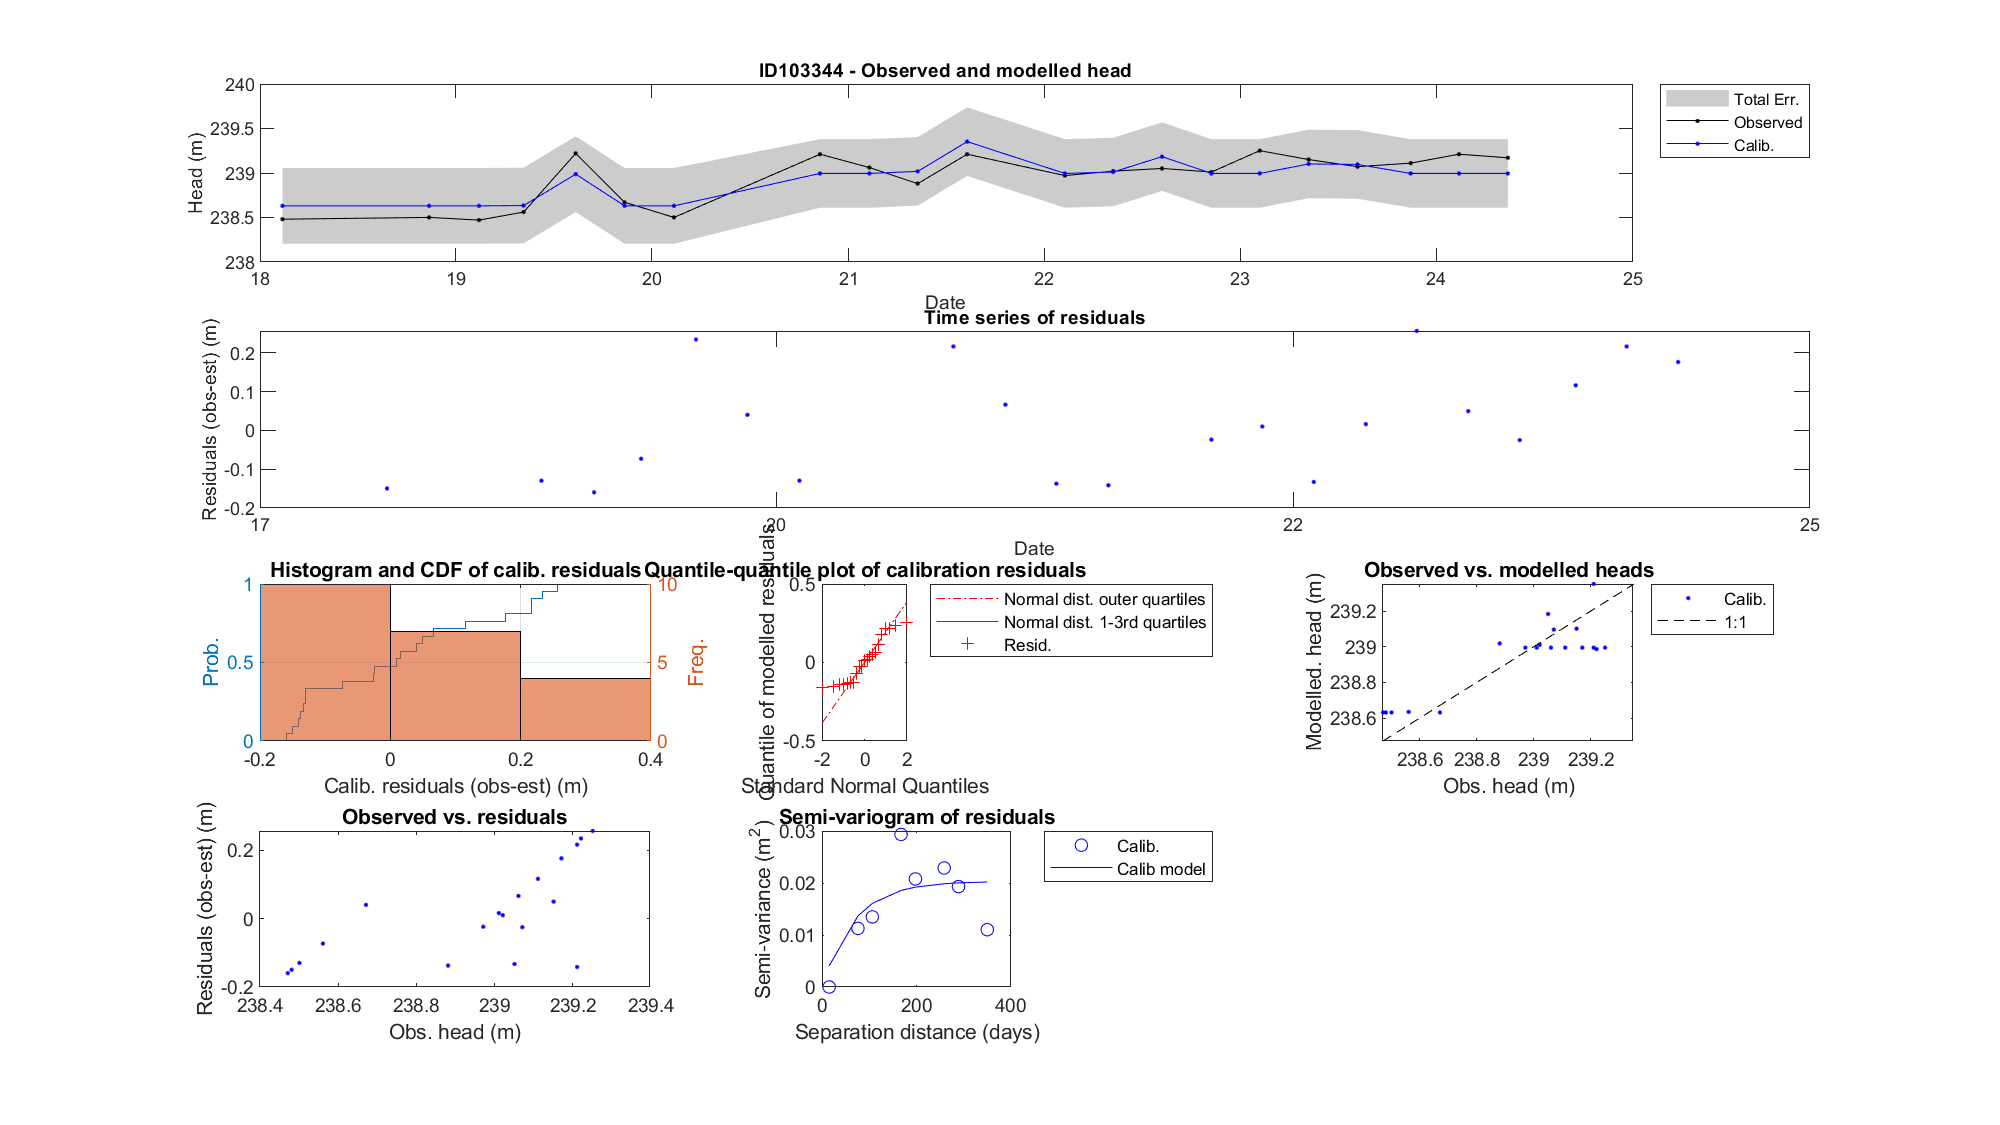 ID103344 - Observed and modelled head
240
239.5
239
238.5
238
Head (m)
18 19 20 21 22 23 24 25
Date
Total Err.
Observed
Calib.
Time series of residuals
0.2
0.1
0
-0.1
-0.2
Residuals (obs-est) (m)
17 20 22 25
Date
Histogram and CDF of calib. residuals
1
0.5
0
Prob.
10
5
0
Freq.
-0.2 0 0.2 0.4
Calib. residuals (obs-est) (m)
Quantile-quantile plot of calibration residuals
0.5
0
-0.5
Quantile of modelled residuals
-2 0 2
Standard Normal Quantiles
Normal dist. outer quartiles
Normal dist. 1-3rd quartiles
Resid.
Observed vs. modelled heads
239.2
239
238.8
238.6
Modelled. head (m)
238.6 238.8 239 239.2
Obs. head (m)
Calib.
1:1
Observed vs. residuals
0.2
0
-0.2
Residuals (obs-est) (m)
238.4 238.6 238.8 239 239.2 239.4
Obs. head (m)
Semi-variogram of residuals
0.03
0.02
0.01
0
Semi-variance (m2)
0 200 400
Separation distance (days)
Calib.
Calib model